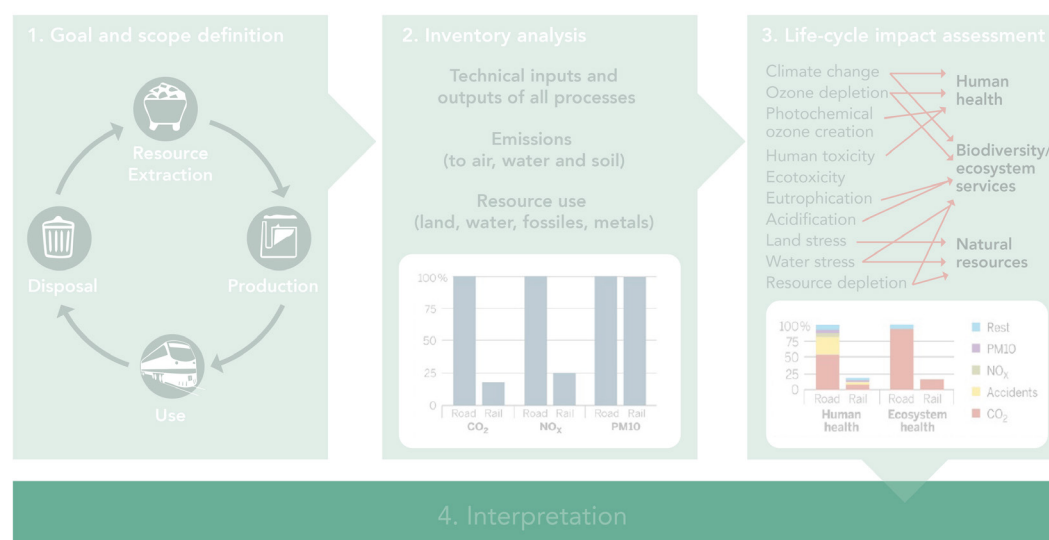 1. Goal and scope definition
Resource
Extraction
Disposal
Production
Use
2. Inventory analysis
Technical inputs and
outputs of all processes
Emissions
(to air, water and soil)
Resource use
(land, water, fossiles, metals)
100%
75
50
25
0
Road Rail Road Rail Road Rail
CO₂ NOₓ PM10
3. Life-cycle impact assessment
Climate change
Ozone depletion
Photochemical
ozone creation
Human toxicity
Ecotoxicity
Eutrophication
Acidification
Land stress
Water stress
Resource depletion
Human
health
Biodiversity/
ecosystem
services
Natural
resources
100%
75
50
25
0
Road Rail Road Rail
Human
health
Ecosystem
health
Rest
PM10
NOₓ
Accidents
CO₂
4. Interpretation